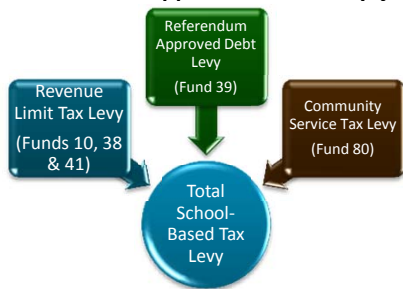 Referendum
Approved Debt
Levy
(Fund 39)
Revenue
Limit Tax Levy
(Funds 10, 38
& 41)
Community
Service Tax Levy
(Fund 80)
Total
School-
Based Tax
Levy